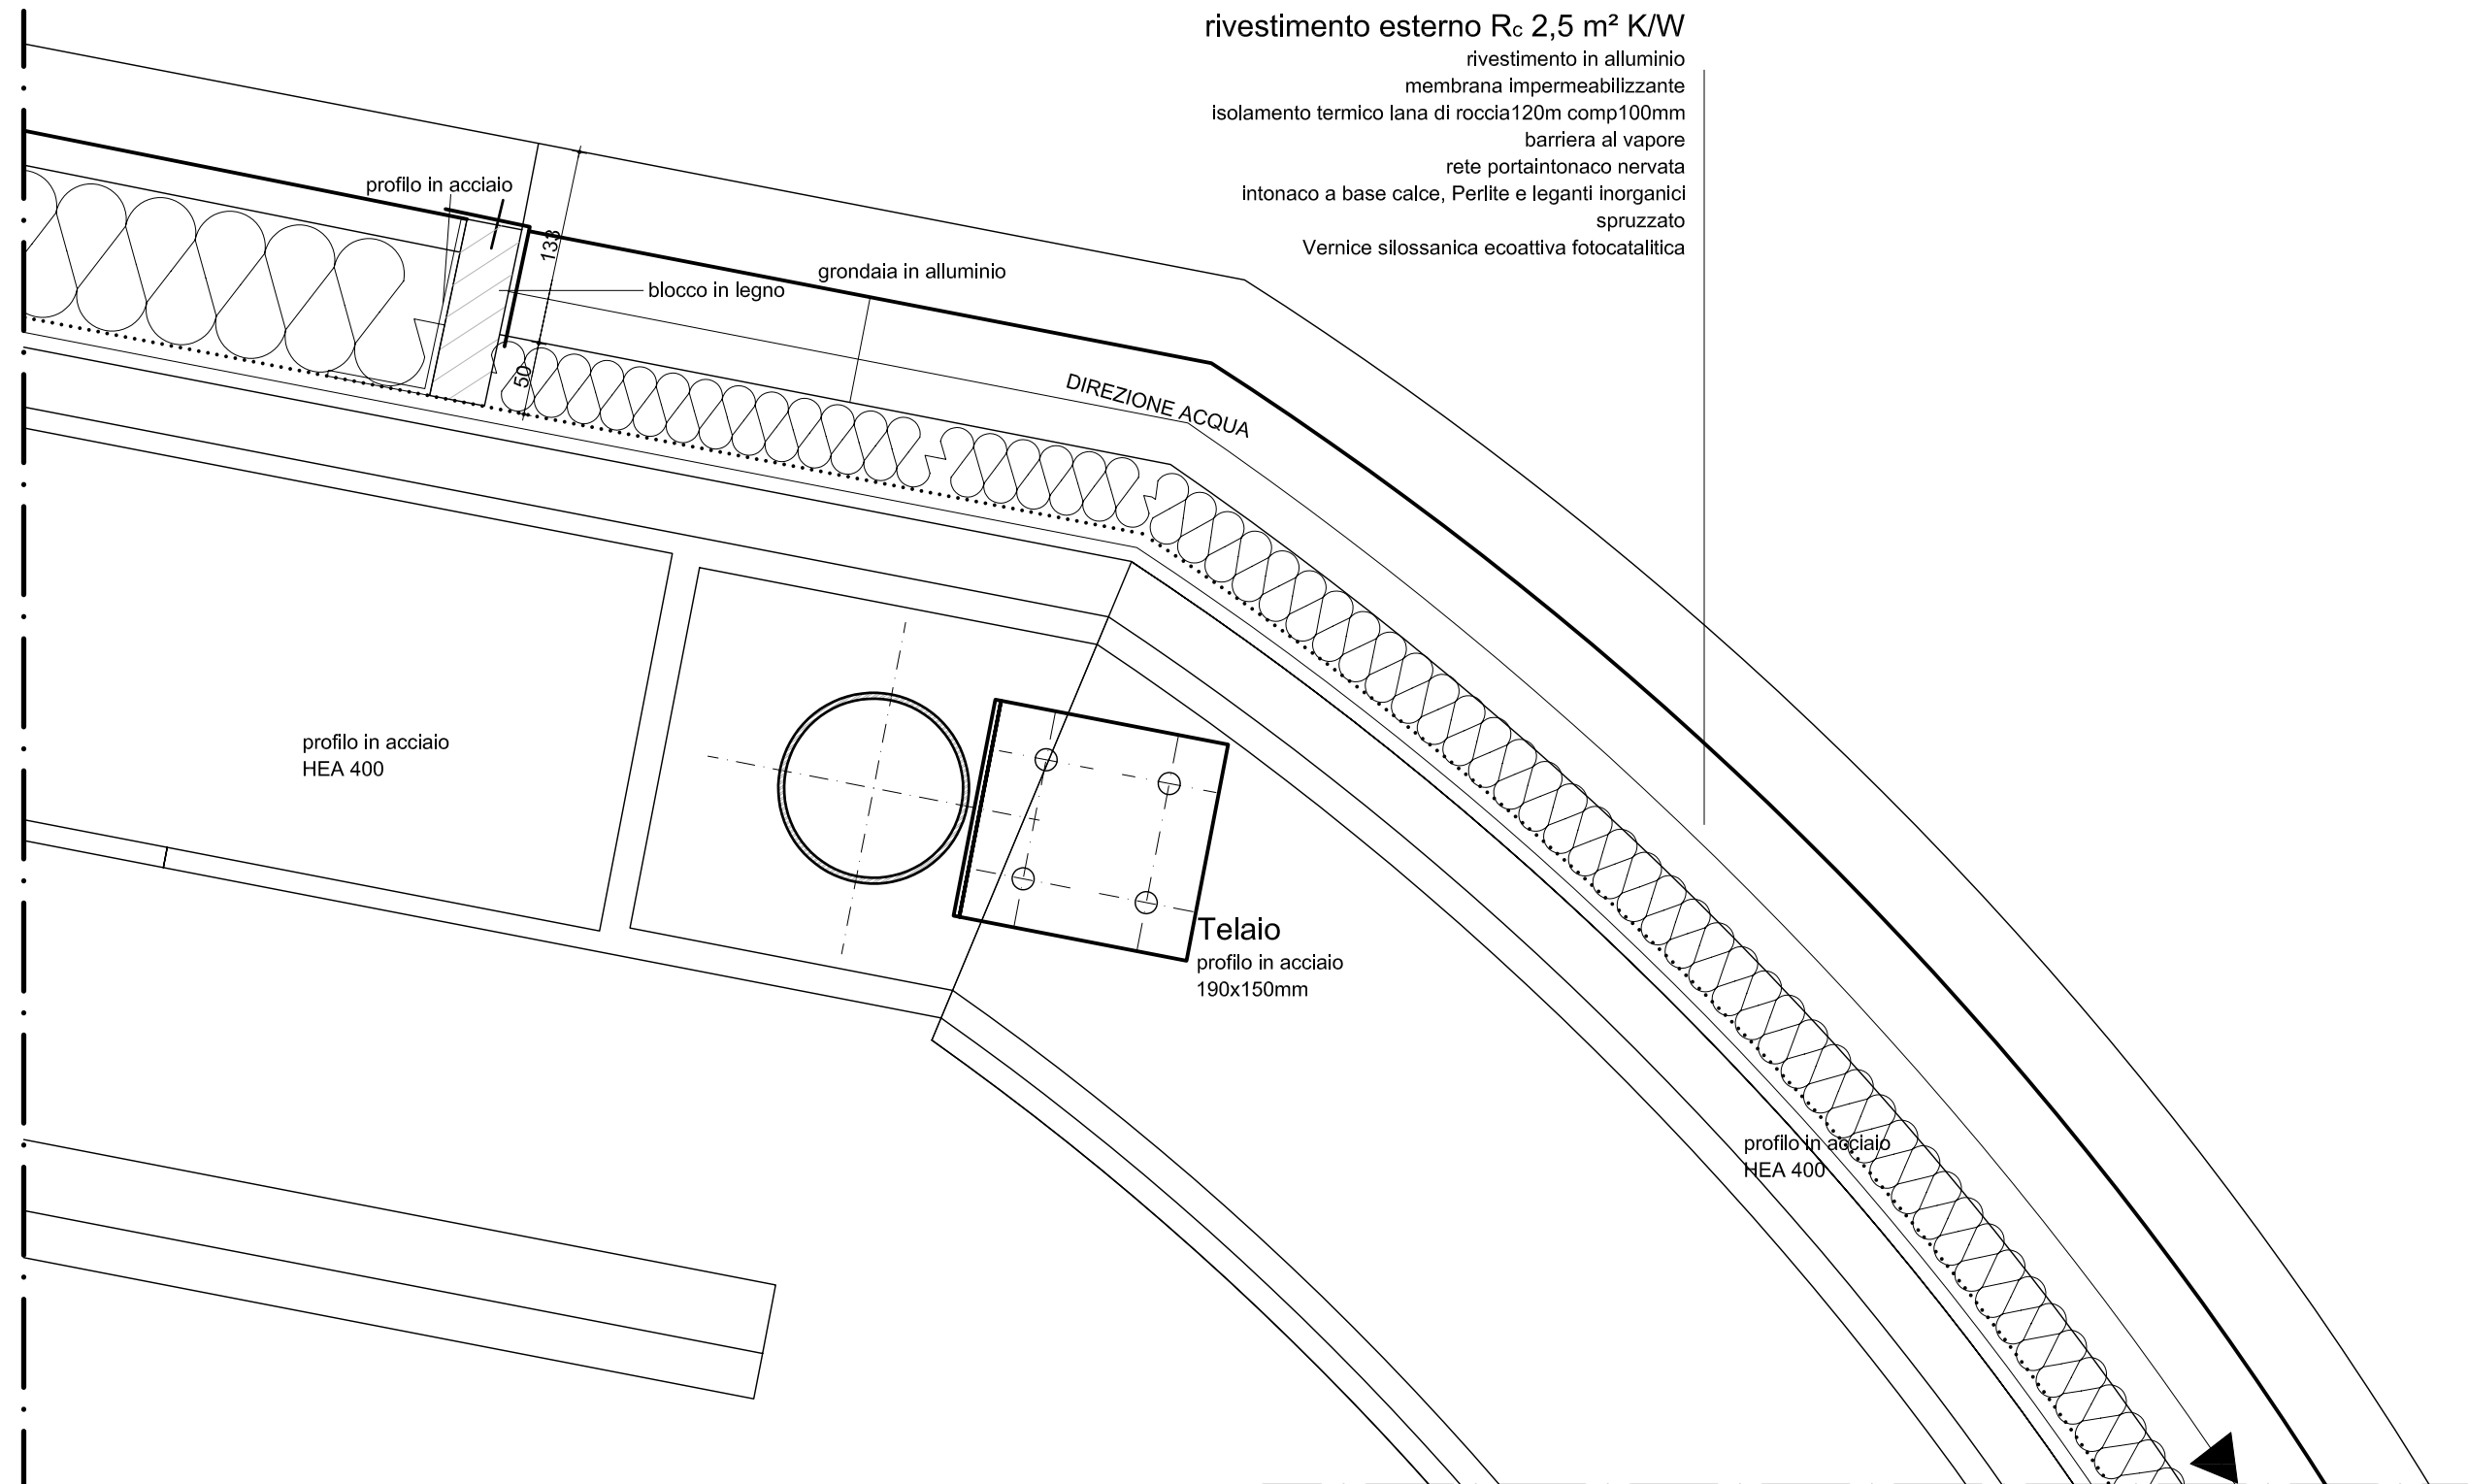 rivestimento esterno Rc 2,5 m² K/W
rivestimento in alluminio
membrana impermeabilizzante
isolamento termico lana di roccia120m comp100mm
barriera al vapore
rete portaintonaco nervata
intonaco a base calce, Perlite e leganti inorganici
spruzzato
Vernice silossanica ecoattiva fotocatalitica
profilo in acciaio
133
grondaia in alluminio
blocco in legno
50
DIREZIONE ACQUA
profilo in acciaio
HEA 400
Telaio
profilo in acciaio
190x150mm
profilo in acciaio
HEA 400